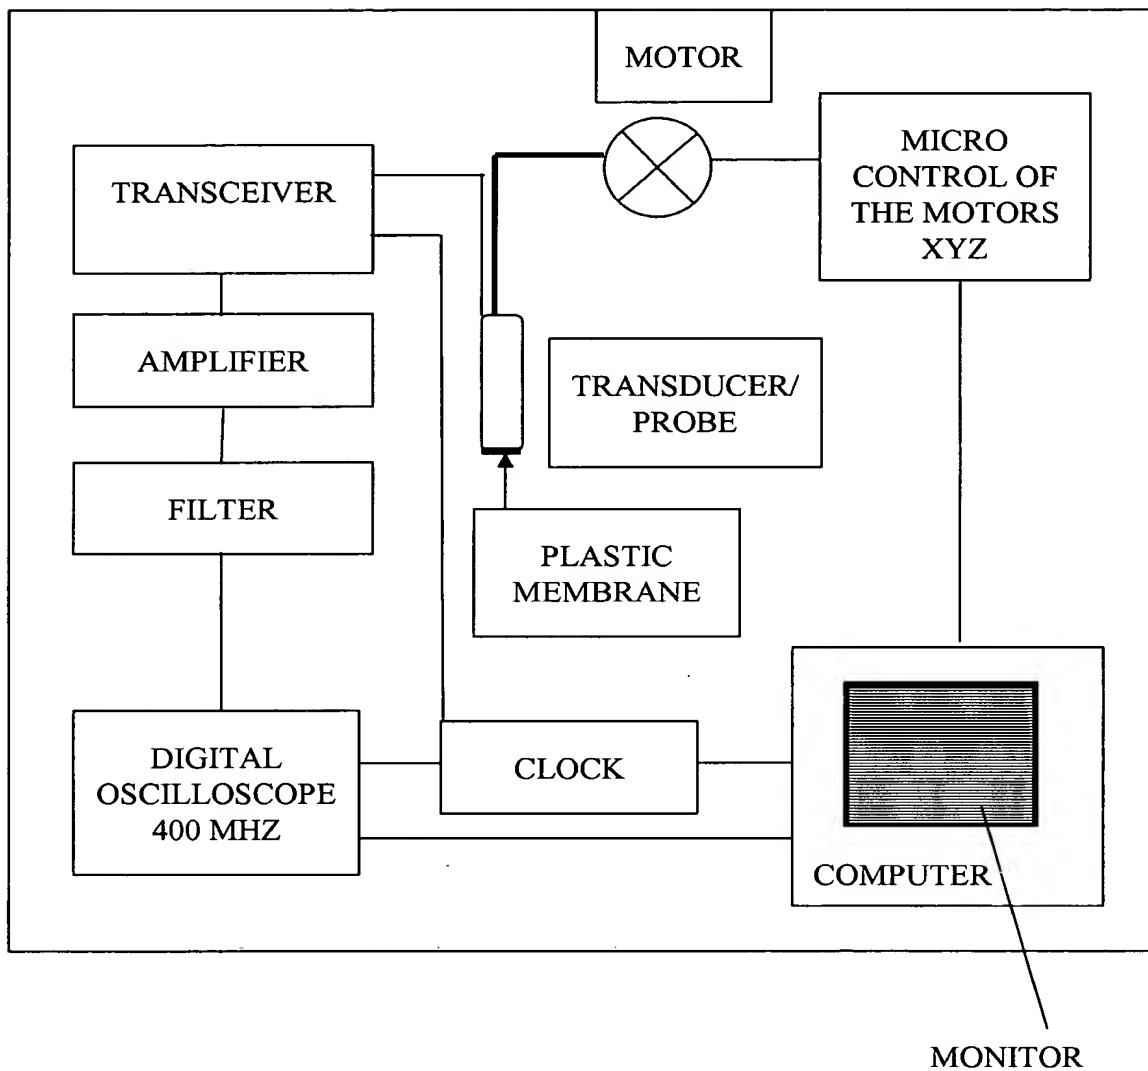 MOTOR
MICRO
CONTROL OF
THE MOTORS
XYZ
TRANSCEIVER
AMPLIFIER
TRANSDUCER/
PROBE
FILTER
PLASTIC
MEMBRANE
DIGITAL
OSCILLOSCOPE
400 MHZ
CLOCK
COMPUTER
MONITOR